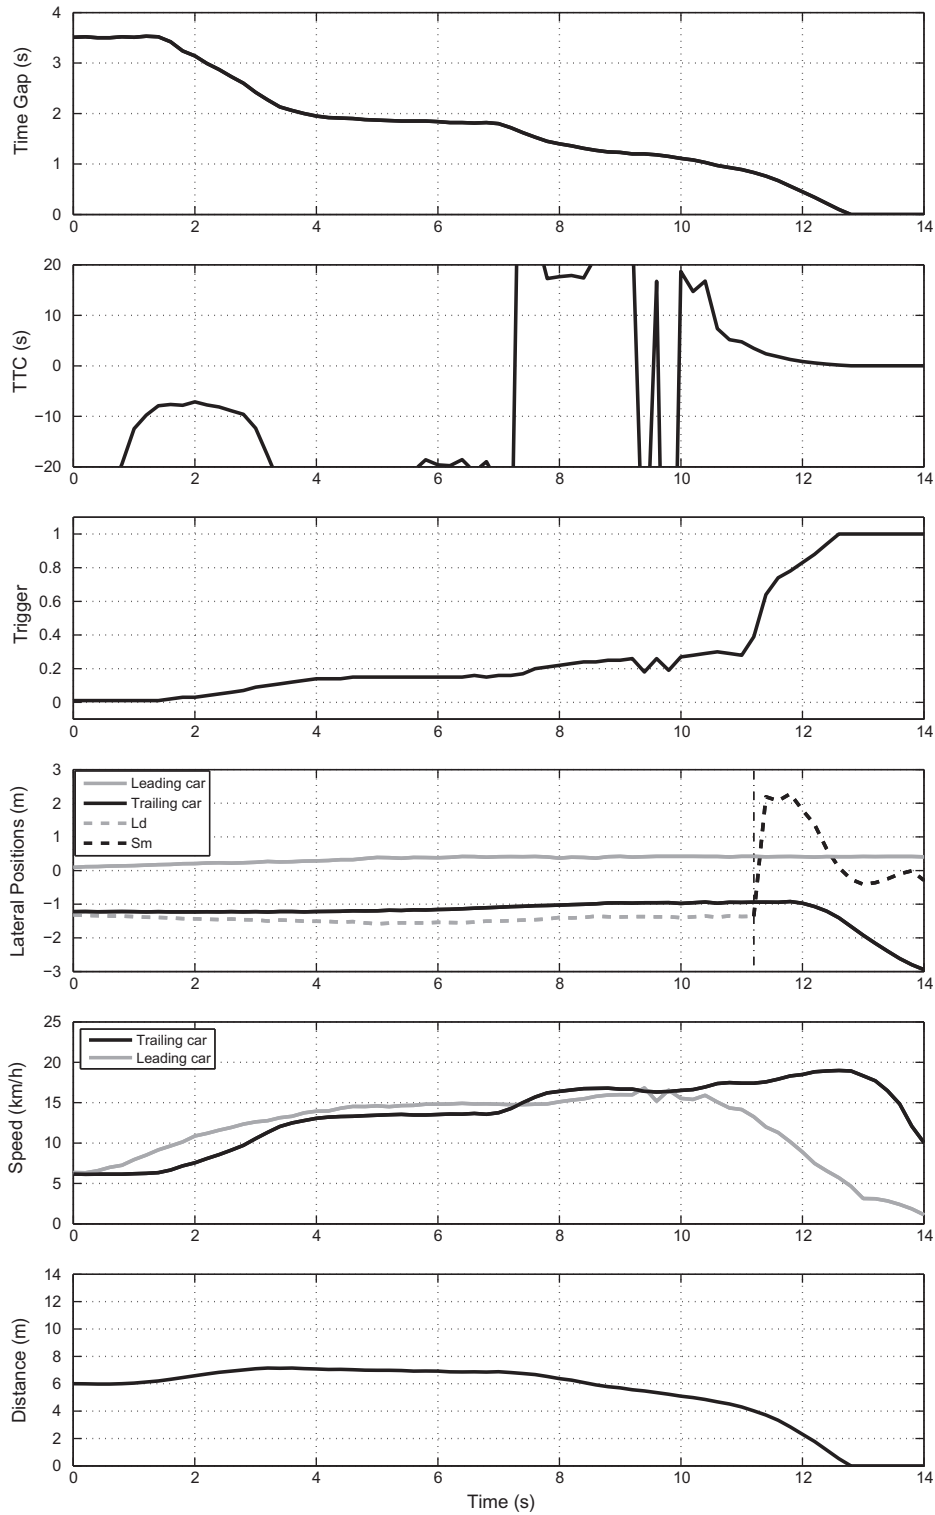 4
3
2
1
0
Time Gap (s)
0 2 4 6 8 10 12 14
20
10
0
−10
−20
TTC (s)
0 2 4 6 8 10 12 14
1
0.8
0.6
0.4
0.2
0
Trigger
0 2 4 6 8 10 12 14
3
2
1
0
−1
−2
−3
Lateral Positions (m)
Leading car
Trailing car
Ld
Sm
0 2 4 6 8 10 12 14
25
20
15
10
5
0
Speed (km/h)
Trailing car
Leading car
0 2 4 6 8 10 12 14
14
12
10
8
6
4
2
0
Distance (m)
0 2 4 6 8 10 12 14
Time (s)